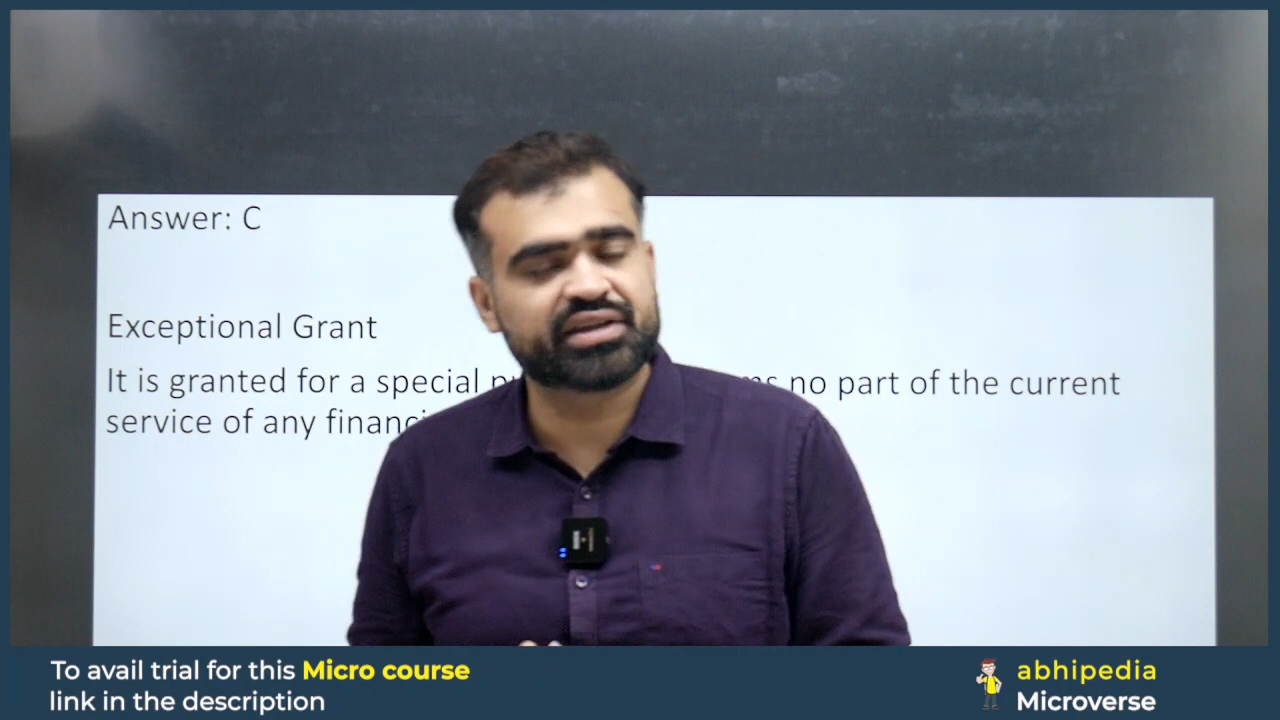 Answer: C
Exceptional Grant
It is granted for a special no part of the current
service of any
To avail trial for this Micro course
link in the description
abhipedia
Microverse